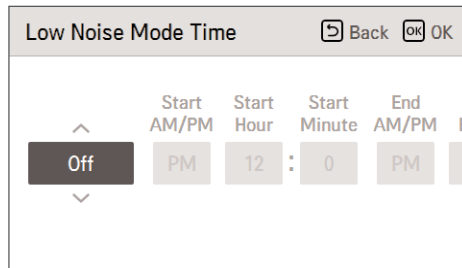 Low Noise Mode Time Back OK OK
Start Start Start End
AM/PM Hour Minute AM/PM
Off PM 12 : 0 PM